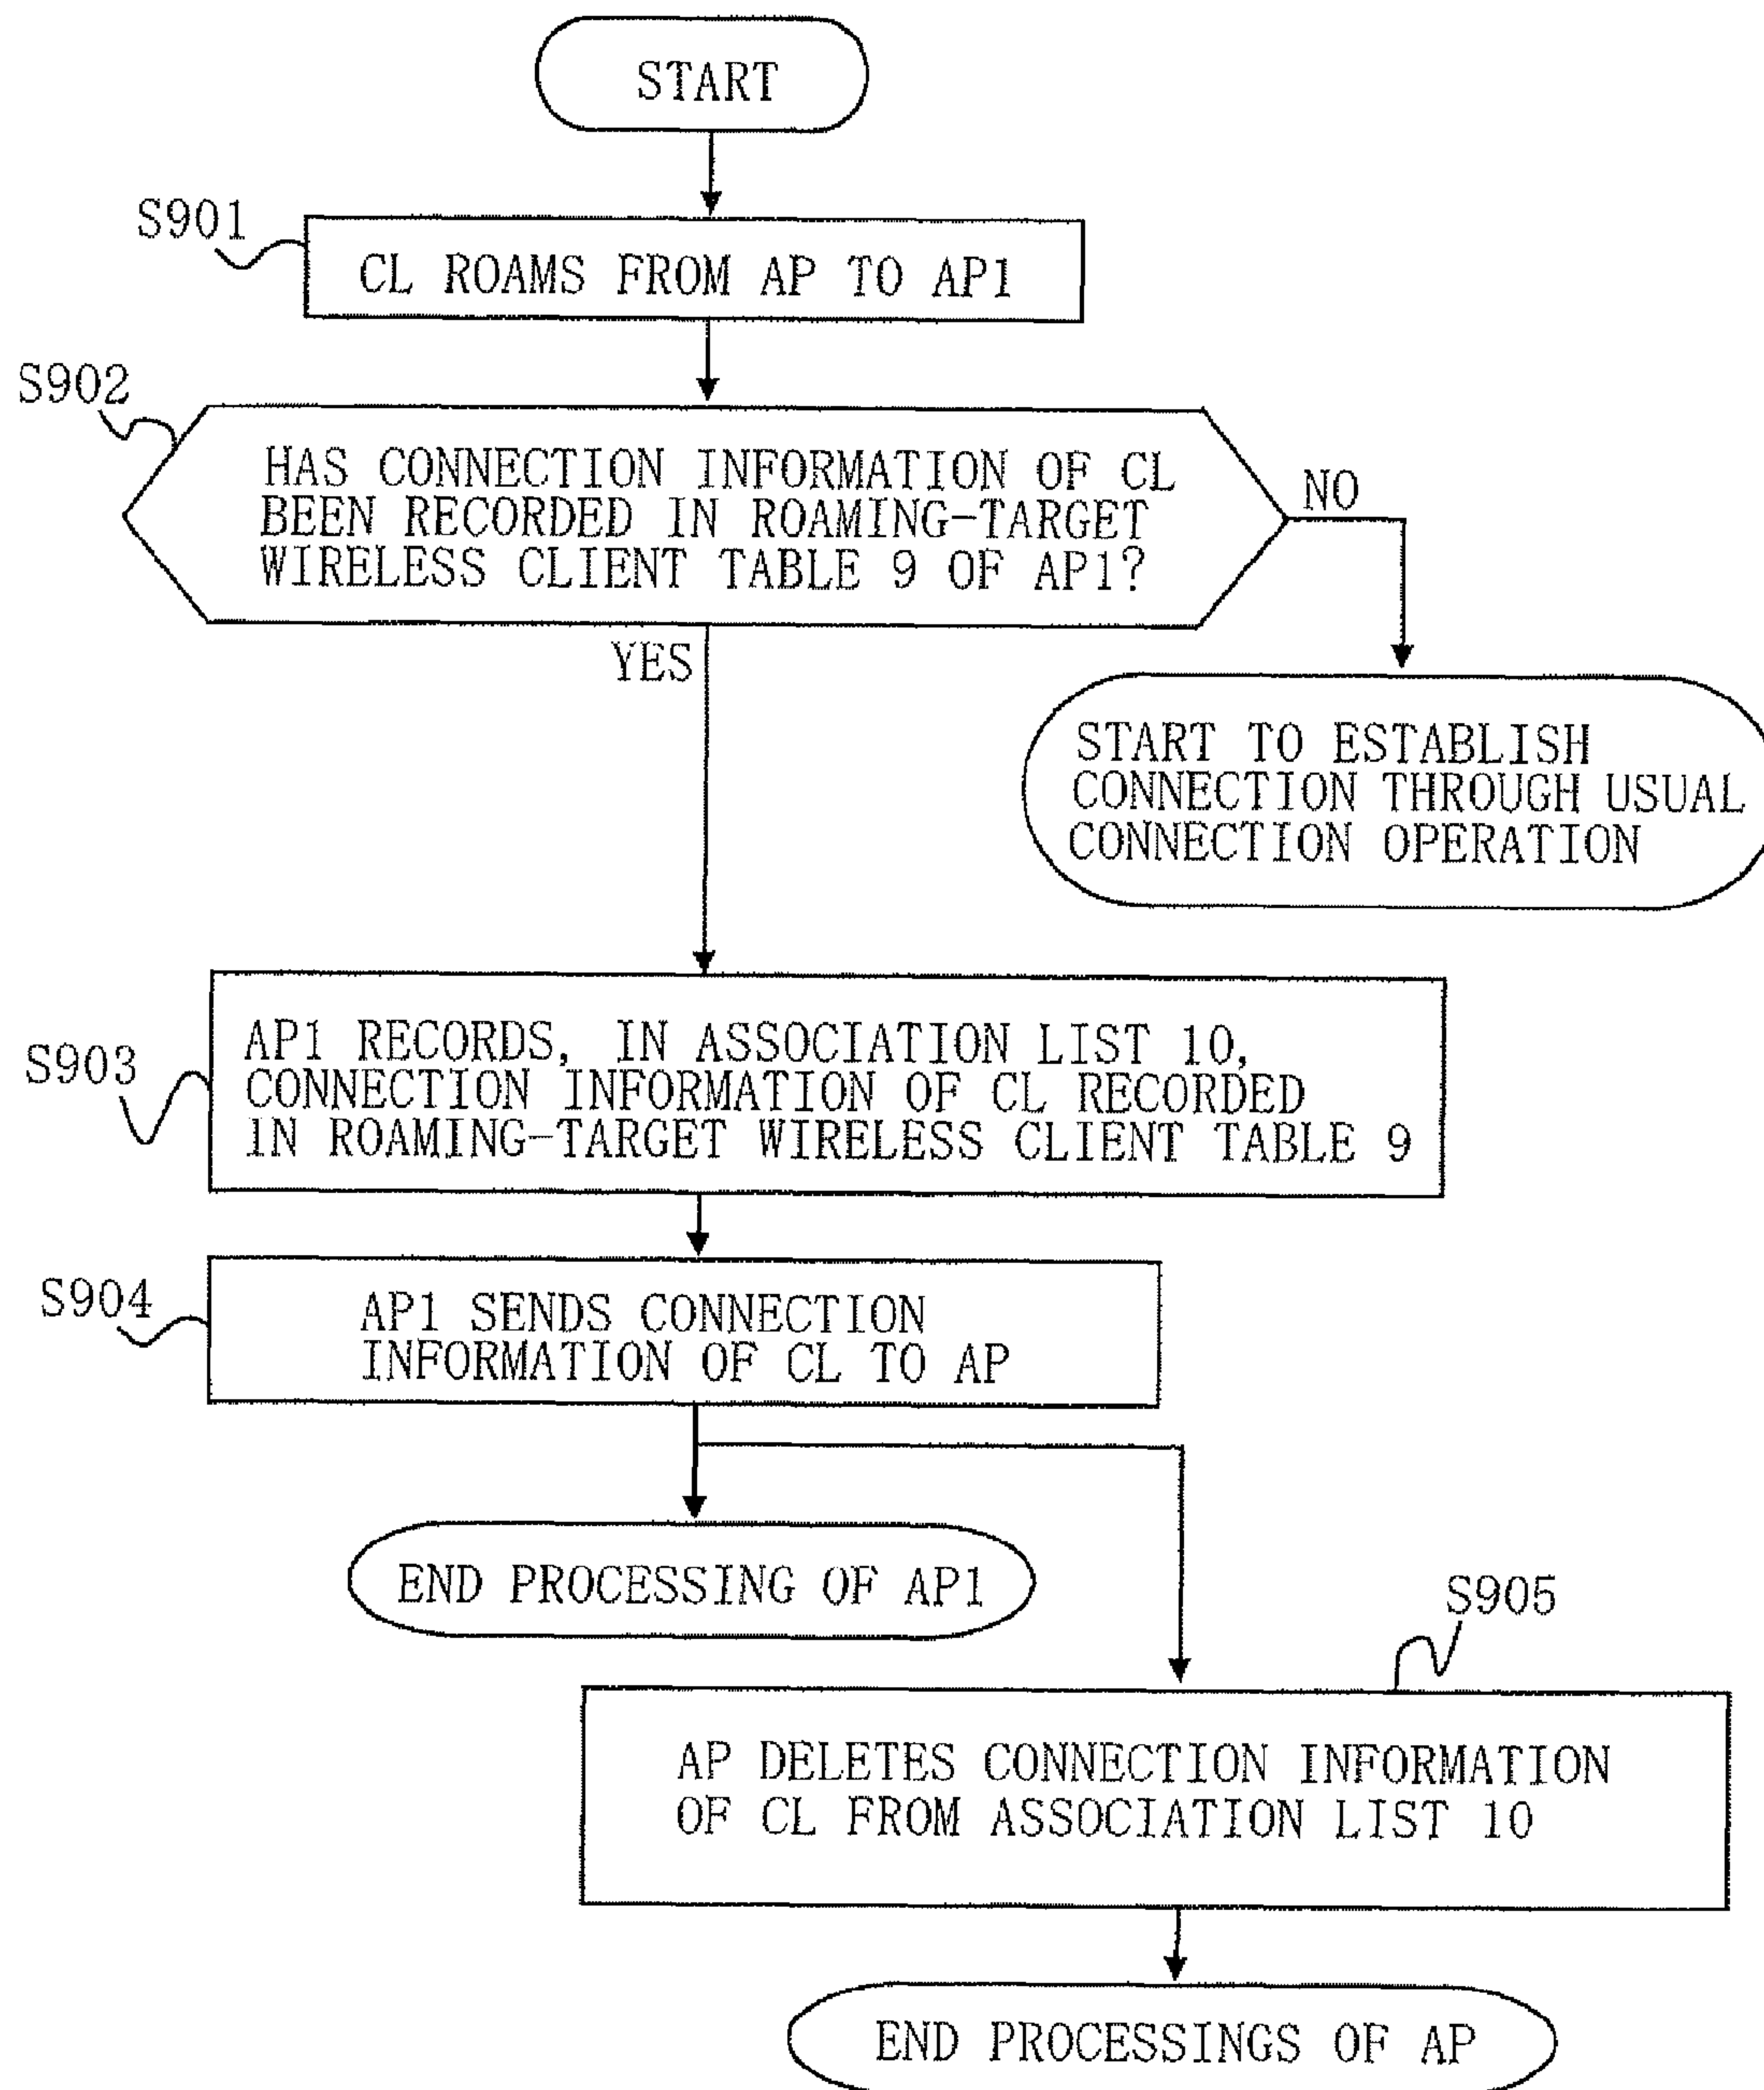 START
S901
CL ROAMS FROM AP TO AP1
S902
HAS CONNECTION INFORMATION OF CL
BEEN RECORDED IN ROAMING-TARGET
WIRELESS CLIENT TABLE 9 OF AP1?
NO
YES
START TO ESTABLISH
CONNECTION THROUGH USUAL
CONNECTION OPERATION
S903
AP1 RECORDS, IN ASSOCIATION LIST 10,
CONNECTION INFORMATION OF CL RECORDED
IN ROAMING-TARGET WIRELESS CLIENT TABLE 9
S904
AP1 SENDS CONNECTION
INFORMATION OF CL TO AP
END PROCESSING OF AP1
S905
AP DELETES CONNECTION INFORMATION
OF CL FROM ASSOCIATION LIST 10
END PROCESSINGS OF AP